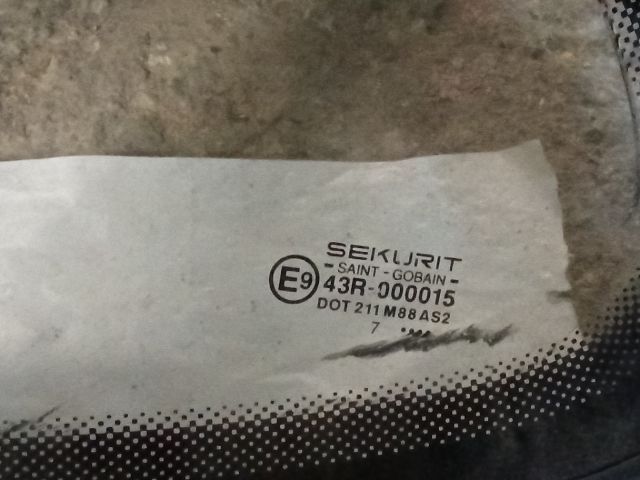 SEKURIT
- SAINT - GOBAIN -
E9 43R-000015
DOT 211 M88 AS2
7 ••••